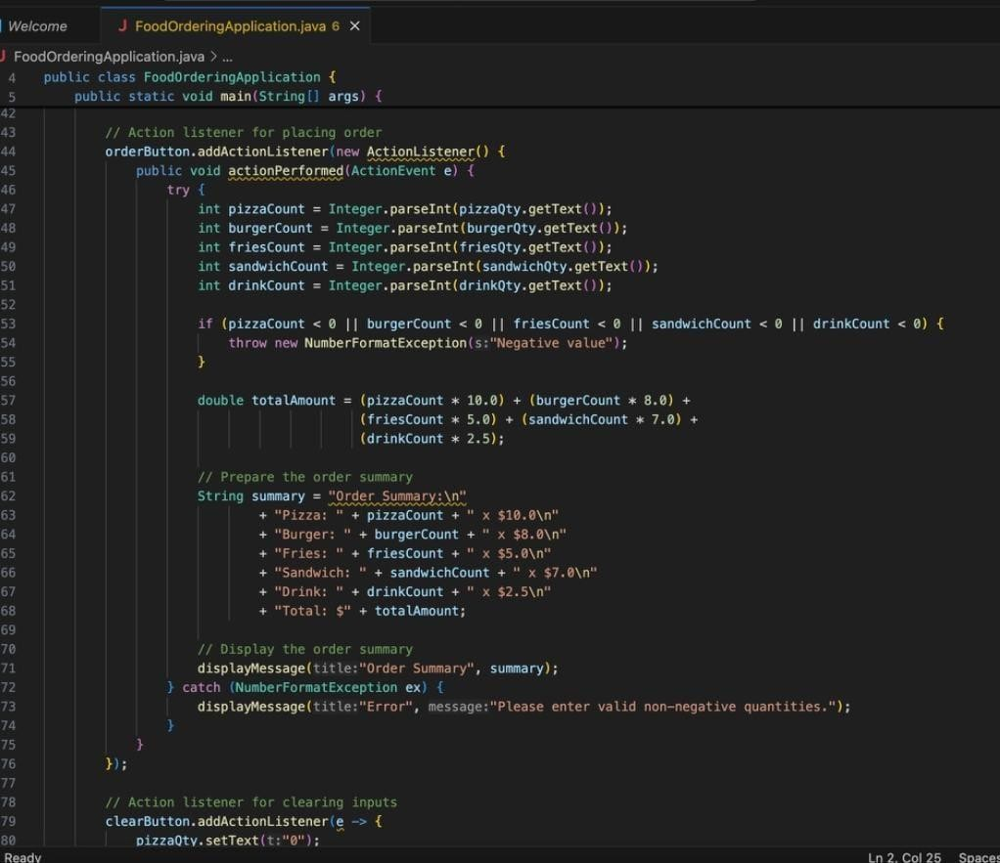 Welcome
J FoodOrderingApplication.java 6 ×
J FoodOrderingApplication.java > ...
4 public class FoodOrderingApplication {
5 public static void main(String[] args) {
42
43 // Action listener for placing order
44 orderButton.addActionListener(new ActionListener() {
45 public void actionPerformed(ActionEvent e) {
46 try {
47 int pizzaCount = Integer.parseInt(pizzaQty.getText());
48 int burgerCount = Integer.parseInt(burgerQty.getText());
49 int friesCount = Integer.parseInt(friesQty.getText());
50 int sandwichCount = Integer.parseInt(sandwichQty.getText());
51 int drinkCount = Integer.parseInt(drinkQty.getText());
52
53 if (pizzaCount < 0 || burgerCount < 0 || friesCount < 0 || sandwichCount < 0 || drinkCount < 0) {
54 throw new NumberFormatException(s:"Negative value");
55 }
56
57 double totalAmount = (pizzaCount * 10.0) + (burgerCount * 8.0) +
58 (friesCount * 5.0) + (sandwichCount * 7.0) +
59 (drinkCount * 2.5);
60
61 // Prepare the order summary
62 String summary = "Order Summary:\n"
63 + "Pizza: " + pizzaCount + " x $10.0\n"
64 + "Burger: " + burgerCount + " x $8.0\n"
65 + "Fries: " + friesCount + " x $5.0\n"
66 + "Sandwich: " + sandwichCount + " x $7.0\n"
67 + "Drink: " + drinkCount + " x $2.5\n"
68 + "Total: $" + totalAmount;
69
70 // Display the order summary
71 displayMessage(title:"Order Summary", summary);
72 } catch (NumberFormatException ex) {
73 displayMessage(title:"Error", message:"Please enter valid non-negative quantities.");
74 }
75 }
76 });
77
78 // Action listener for clearing inputs
79 clearButton.addActionListener(e -> {
80 pizzaQty.setText(t:"0");
Ready Ln 2, Col 25 Spaces